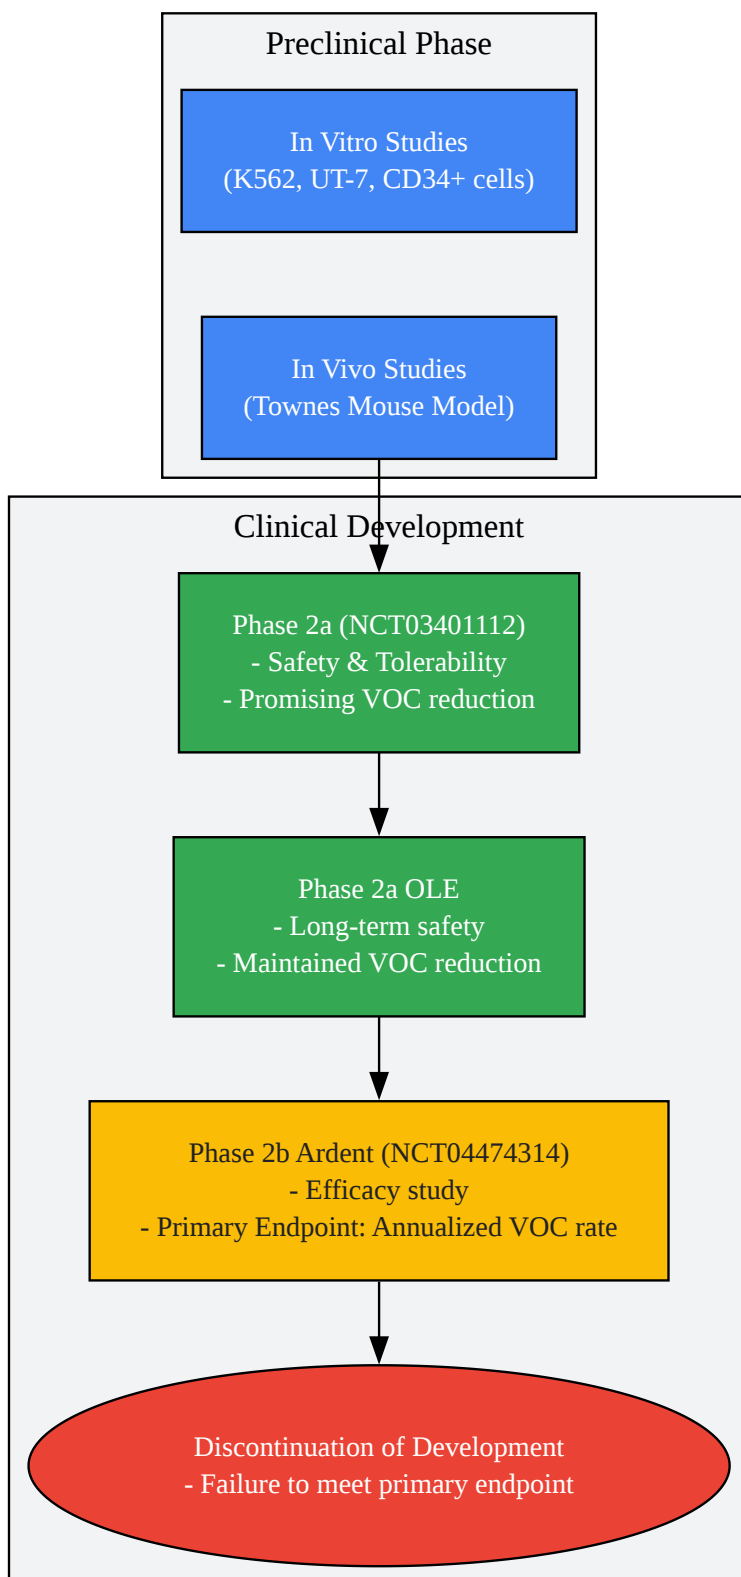 Preclinical Phase
In Vitro Studies
(K562, UT-7, CD34+ cells)
In Vivo Studies
(Townes Mouse Model)
Clinical Development
Phase 2a (NCT03401112)
- Safety & Tolerability
- Promising VOC reduction
Phase 2a OLE
- Long-term safety
- Maintained VOC reduction
Phase 2b Ardent (NCT04474314)
- Efficacy study
- Primary Endpoint: Annualized VOC rate
Discontinuation of Development
- Failure to meet primary endpoint